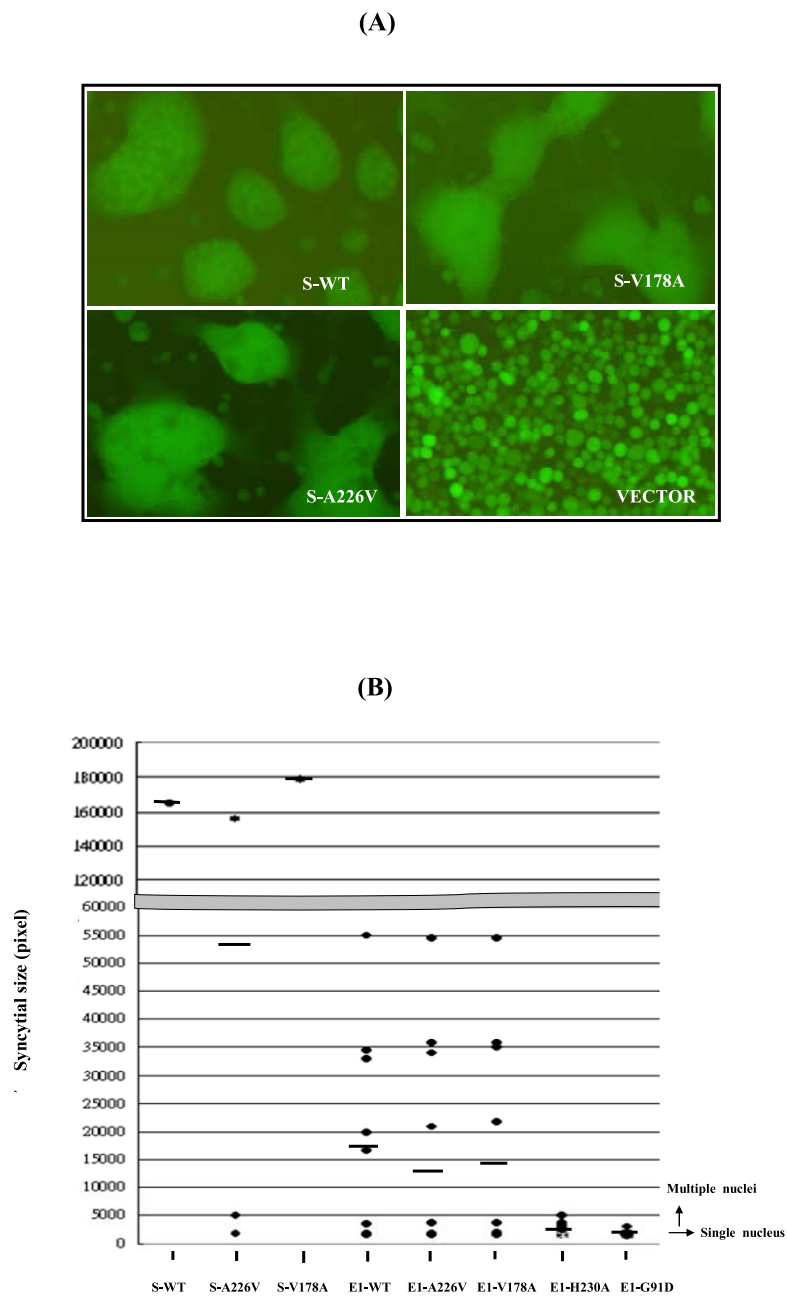 (A)
S-WT
S-V178A
S-A226V
VECTOR
(B)
Syncytial size (pixel)
200000
180000
160000
140000
120000
60000
55000
50000
45000
40000
35000
30000
25000
20000
15000
10000
5000
0
Multiple nuclei
Single nucleus
S-WT S-A226V S-V178A E1-WT E1-A226V E1-V178A E1-H230A E1-G91D